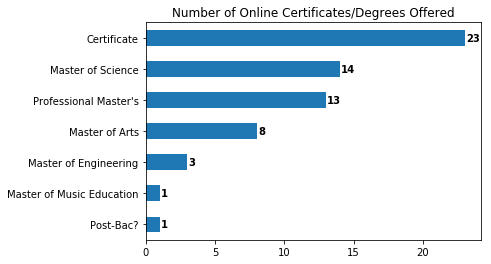 Number of Online Certificates/Degrees Offered
Certificate 23
Master of Science 14
Professional Master's 13
Master of Arts 8
Master of Engineering 3
Master of Music Education 1
Post-Bac? 1
0 5 10 15 20